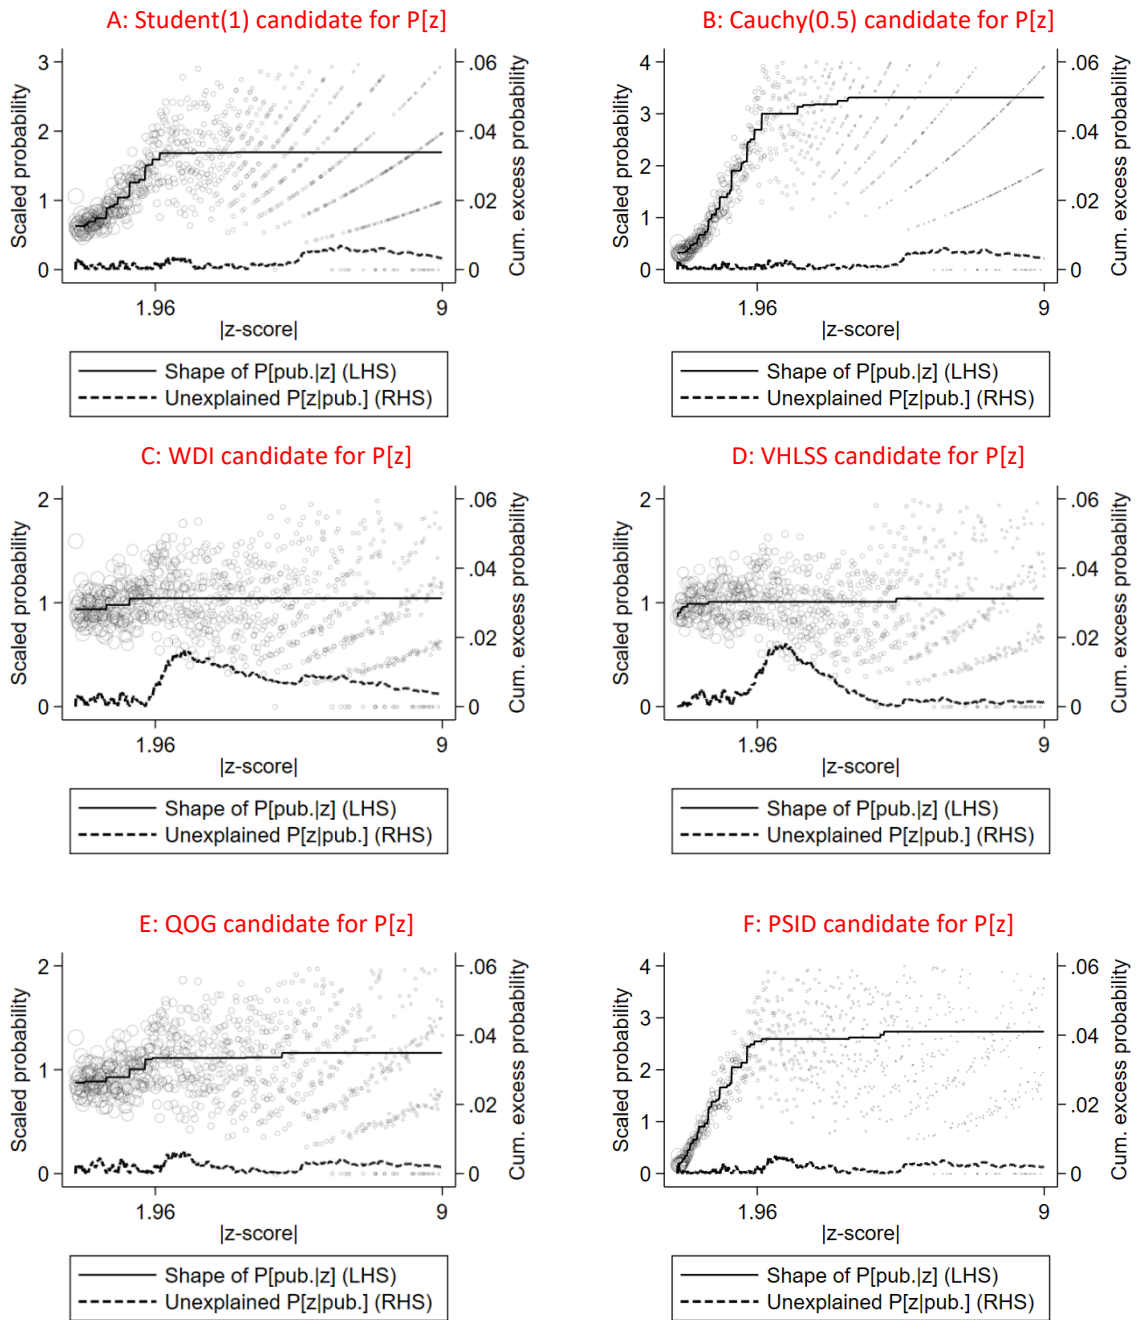 A: Student(1) candidate for P[z]
3
2
1
0
Scaled probability
.06
.04
.02
0
Cum. excess probability
1.96
9
|z-score|
Shape of P[pub.|z] (LHS)
Unexplained P[z|pub.] (RHS)
B: Cauchy(0.5) candidate for P[z]
4
3
2
1
0
Scaled probability
.06
.04
.02
0
Cum. excess probability
1.96
9
|z-score|
Shape of P[pub.|z] (LHS)
Unexplained P[z|pub.] (RHS)
C: WDI candidate for P[z]
2
1
0
Scaled probability
.06
.04
.02
0
Cum. excess probability
1.96
9
|z-score|
Shape of P[pub.|z] (LHS)
Unexplained P[z|pub.] (RHS)
D: VHLSS candidate for P[z]
2
1
0
Scaled probability
.06
.04
.02
0
Cum. excess probability
1.96
9
|z-score|
Shape of P[pub.|z] (LHS)
Unexplained P[z|pub.] (RHS)
E: QOG candidate for P[z]
2
1
0
Scaled probability
.06
.04
.02
0
Cum. excess probability
1.96
9
|z-score|
Shape of P[pub.|z] (LHS)
Unexplained P[z|pub.] (RHS)
F: PSID candidate for P[z]
4
3
2
1
0
Scaled probability
.06
.04
.02
0
Cum. excess probability
1.96
9
|z-score|
Shape of P[pub.|z] (LHS)
Unexplained P[z|pub.] (RHS)